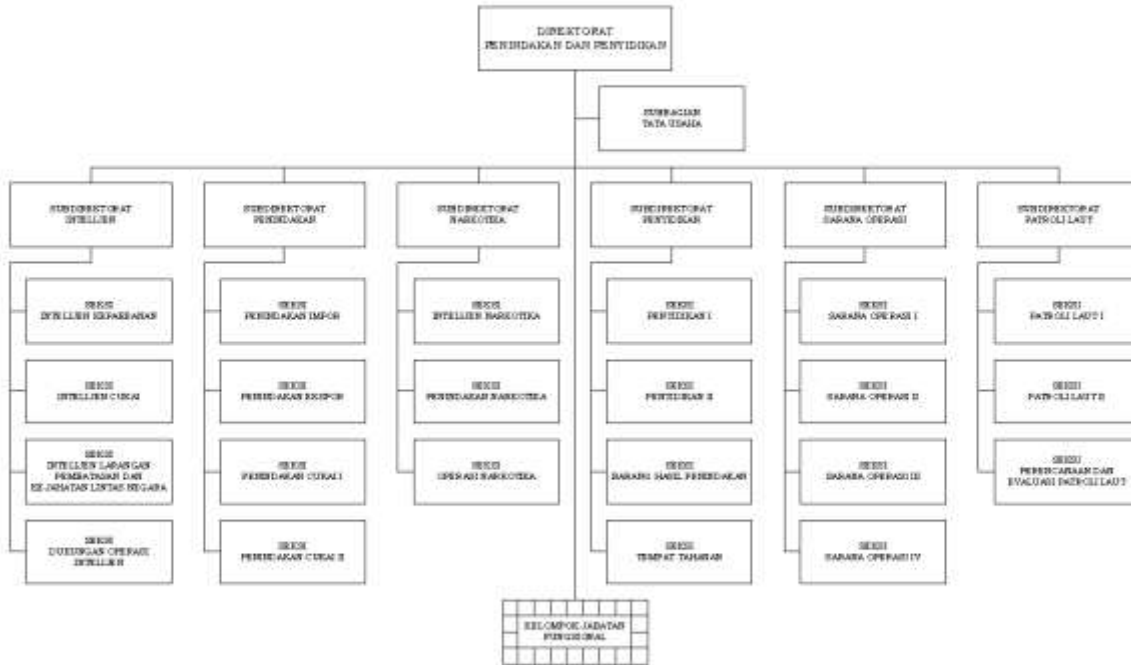 DIREKTORAT
PENINDAKAN DAN PENYIDIKAN
SUBBAGIAN
TATA USAHA
SUBDIREKTORAT
INTELIJEN
SUBDIREKTORAT
PENINDAKAN
SUBDIREKTORAT
NARKOTIKA
SUBDIREKTORAT
PENYIDIKAN
SUBDIREKTORAT
SARANA OPERASI
SUBDIREKTORAT
PATROLI LAUT
SEKSI
INTELIJEN KEPABEANAN
SEKSI
PENINDAKAN IMPOR
SEKSI
INTELIJEN NARKOTIKA
SEKSI
PENYIDIKAN I
SEKSI
SARANA OPERASI I
SEKSI
PATROLI LAUT I
SEKSI
INTELIJEN CUKAI
SEKSI
PENINDAKAN EKSPOR
SEKSI
PENINDAKAN NARKOTIKA
SEKSI
PENYIDIKAN II
SEKSI
SARANA OPERASI II
SEKSI
PATROLI LAUT II
SEKSI
INTELIJEN LARANGAN
PEMBATASAN DAN
KEJAHATAN LINTAS NEGARA
SEKSI
PENINDAKAN CUKAI I
SEKSI
OPERASI NARKOTIKA
SEKSI
BARANG HASIL PENINDAKAN
SEKSI
SARANA OPERASI III
SEKSI
PERENCANAAN DAN
EVALUASI PATROLI LAUT
SEKSI
DUKUNGAN OPERASI
INTELIJEN
SEKSI
PENINDAKAN CUKAI II
SEKSI
TEMPAT TAHANAN
SEKSI
SARANA OPERASI IV
KELOMPOK JABATAN
FUNGSIONAL